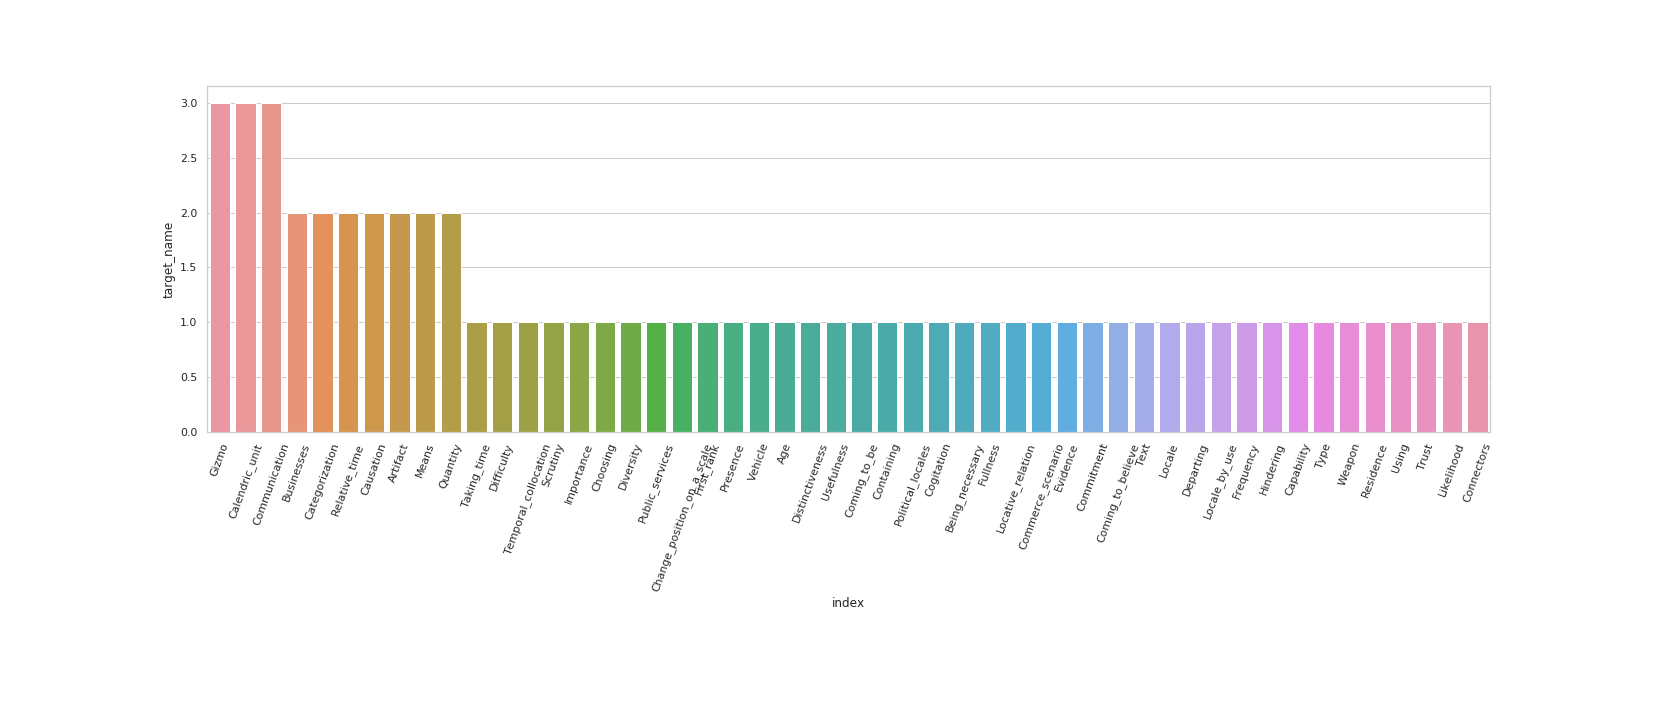 3.0
2.5
2.0
1.5
1.0
0.5
0.0
target_name
Gizmo
Calendric_unit
Communication
Businesses
Categorization
Relative_time
Causation
Artifact
Means
Quantity
Taking_time
Difficulty
Temporal_collocation
Scrutiny
Importance
Choosing
Diversity
Public_services
Change_position_on_a_scale
First_rank
Presence
Vehicle
Age
Distinctiveness
Usefulness
Coming_to_be
Containing
Political_locales
Cogitation
Being_necessary
Fullness
Locative_relation
Commerce_scenario
Evidence
Commitment
Coming_to_believe
Text
Locale
Departing
Locale_by_use
Frequency
Hindering
Capability
Type
Weapon
Residence
Using
Trust
Likelihood
Connectors
index